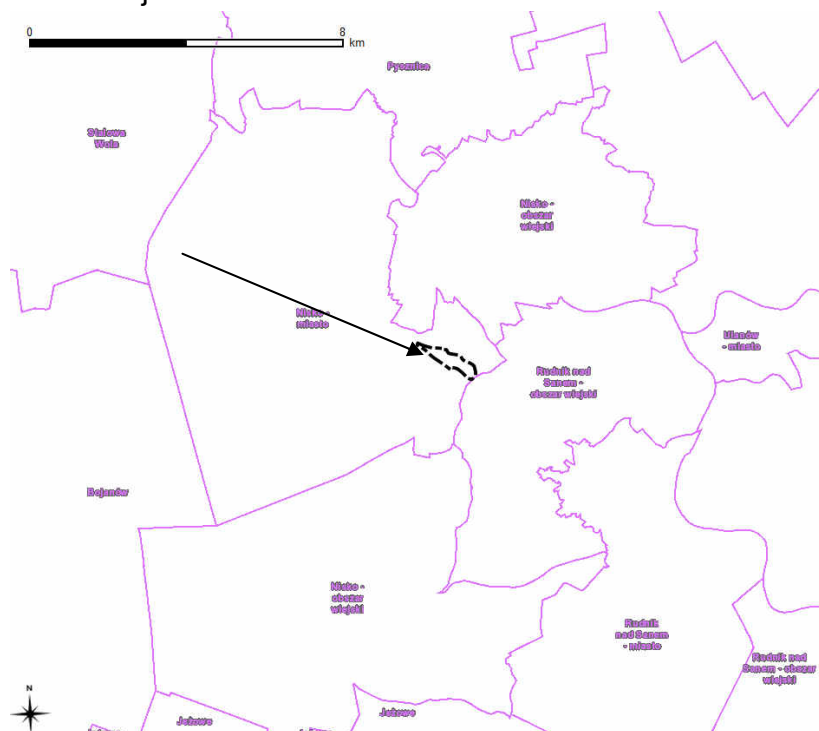 0
8
km
Pysznica
Stalowa
Wola
Nisko -
obszar
wiejski
Nisko -
miasto
Ulanów
- miasto
Rudnik nad
Sanem -
obszar wiejski
Bojanów
Nisko -
obszar
wiejski
Rudnik
nad Sanem
- miasto
Rudnik nad
Sanem - obszar
wiejski
Jeżowe
Jeżowe
N